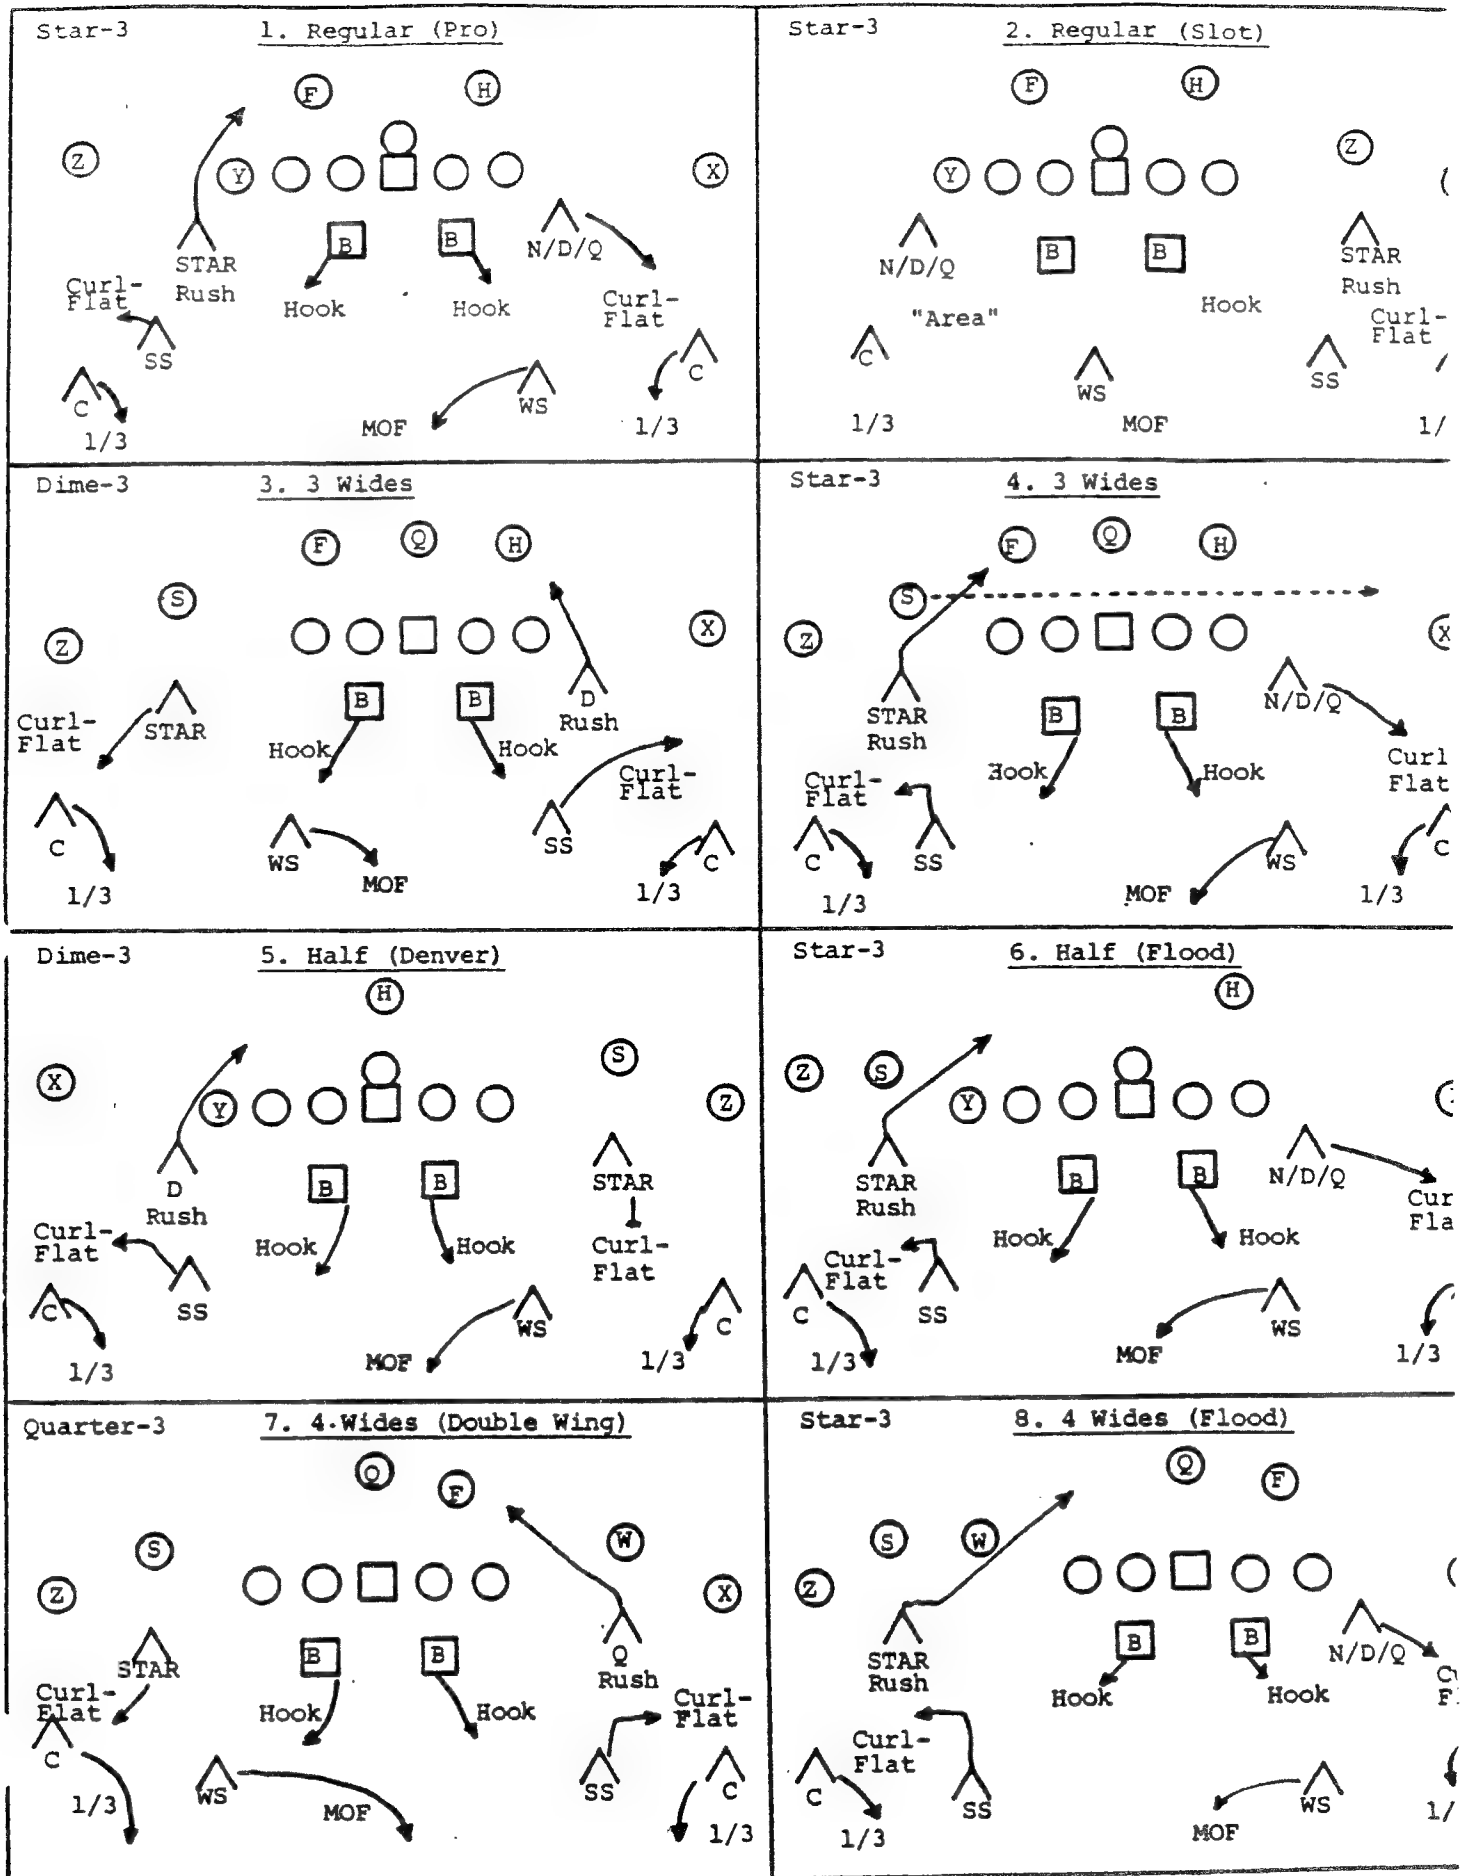 Star-3
1. Regular (Pro)
F
H
Z
Y
X
B
B
N/D/Q
STAR
Rush
Curl-
Flat
Hook
Hook
Curl-
Flat
SS
C
WS
C
1/3
MOF
1/3
Star-3
2. Regular (Slot)
F
H
Z
Y
N/D/Q
B
B
STAR
Rush
"Area"
Hook
Curl-
Flat
C
WS
SS
1/3
MOF
1/
Dime-3
3. 3 Wides
F
Q
H
S
Z
X
B
B
D
Rush
Curl-
Flat
STAR
Hook
Hook
Curl-
Flat
C
WS
SS
C
1/3
MOF
1/3
Star-3
4. 3 Wides
F
Q
H
S
Z
X
N/D/Q
B
B
STAR
Rush
Curl-
Flat
Hook
Hook
Curl
Flat
C
SS
WS
C
1/3
MOF
1/3
Dime-3
5. Half (Denver)
H
S
X
Y
Z
D
Rush
B
B
STAR
Curl-
Flat
Hook
Hook
Curl-
Flat
C
SS
WS
C
1/3
MOF
1/3
Star-3
6. Half (Flood)
H
Z
S
Y
STAR
Rush
B
B
N/D/Q
Cur
Fla
Curl-
Flat
Hook
Hook
C
SS
WS
1/3
MOF
1/3
Quarter-3
7. 4 Wides (Double Wing)
Q
F
S
W
Z
X
STAR
B
B
Q
Rush
Curl-
Flat
Hook
Hook
Curl-
Flat
C
WS
SS
C
1/3
MOF
1/3
Star-3
8. 4 Wides (Flood)
Q
F
S
W
Z
STAR
Rush
B
B
N/D/Q
Hook
Hook
Curl-
Flat
C
SS
WS
1/3
MOF
1/